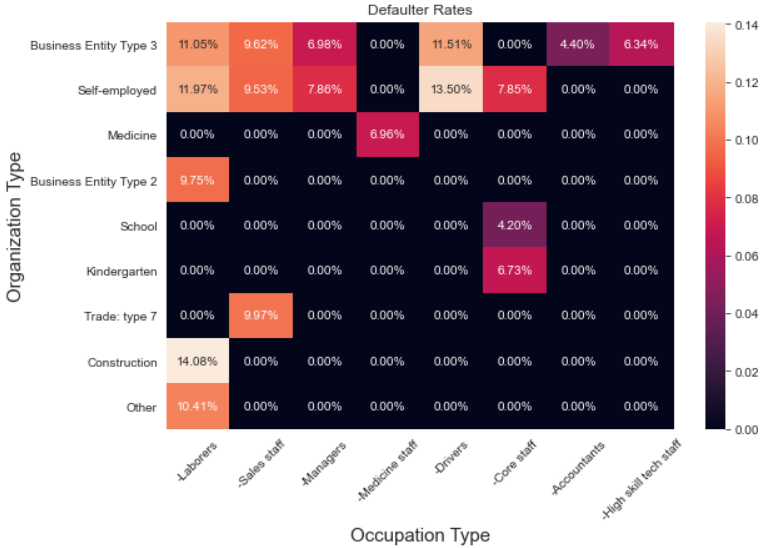 Defaulter Rates
Organization Type
Business Entity Type 3 11.05% 9.62% 6.98% 0.00% 11.51% 0.00% 4.40% 6.34%
Self-employed 11.97% 9.53% 7.86% 0.00% 13.50% 7.85% 0.00% 0.00%
Medicine 0.00% 0.00% 0.00% 6.96% 0.00% 0.00% 0.00% 0.00%
Business Entity Type 2 9.75% 0.00% 0.00% 0.00% 0.00% 0.00% 0.00% 0.00%
School 0.00% 0.00% 0.00% 0.00% 0.00% 4.20% 0.00% 0.00%
Kindergarten 0.00% 0.00% 0.00% 0.00% 0.00% 6.73% 0.00% 0.00%
Trade: type 7 0.00% 9.97% 0.00% 0.00% 0.00% 0.00% 0.00% 0.00%
Construction 14.08% 0.00% 0.00% 0.00% 0.00% 0.00% 0.00% 0.00%
Other 10.41% 0.00% 0.00% 0.00% 0.00% 0.00% 0.00% 0.00%
-Laborers
-Sales staff
-Managers
-Medicine staff
-Drivers
-Core staff
-Accountants
-High skill tech staff
Occupation Type
0.14
0.12
0.10
0.08
0.06
0.04
0.02
0.00